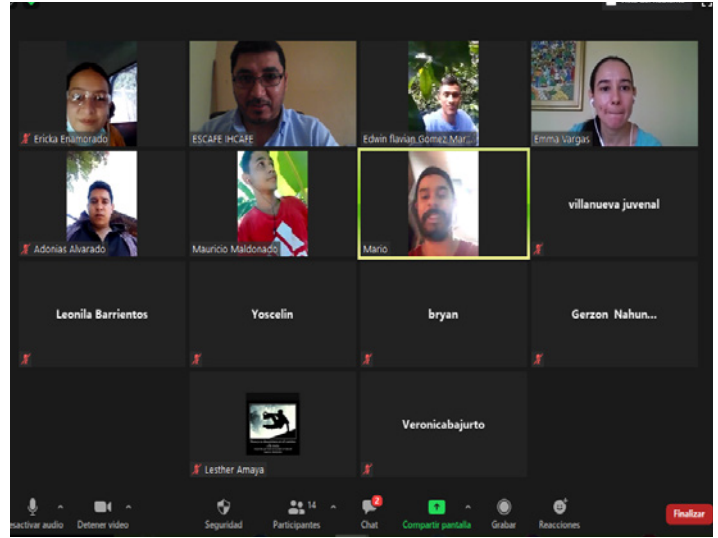 Ericka Enamorado
ESCAFE IHCAFE
Edwin flavian Gomez Mar...
Emma Vargas
Adonias Alvarado
Mauricio Maldonado
Mario
villanueva juvenal
Leonila Barrientos
Yoscelin
bryan
Gerzon Nahun...
Lesther Amaya
Veronicabajurto
esactivar audio
Detener video
Seguridad
14
Participantes
2
Chat
Compartir pantalla
Grabar
Reacciones
Finalizar